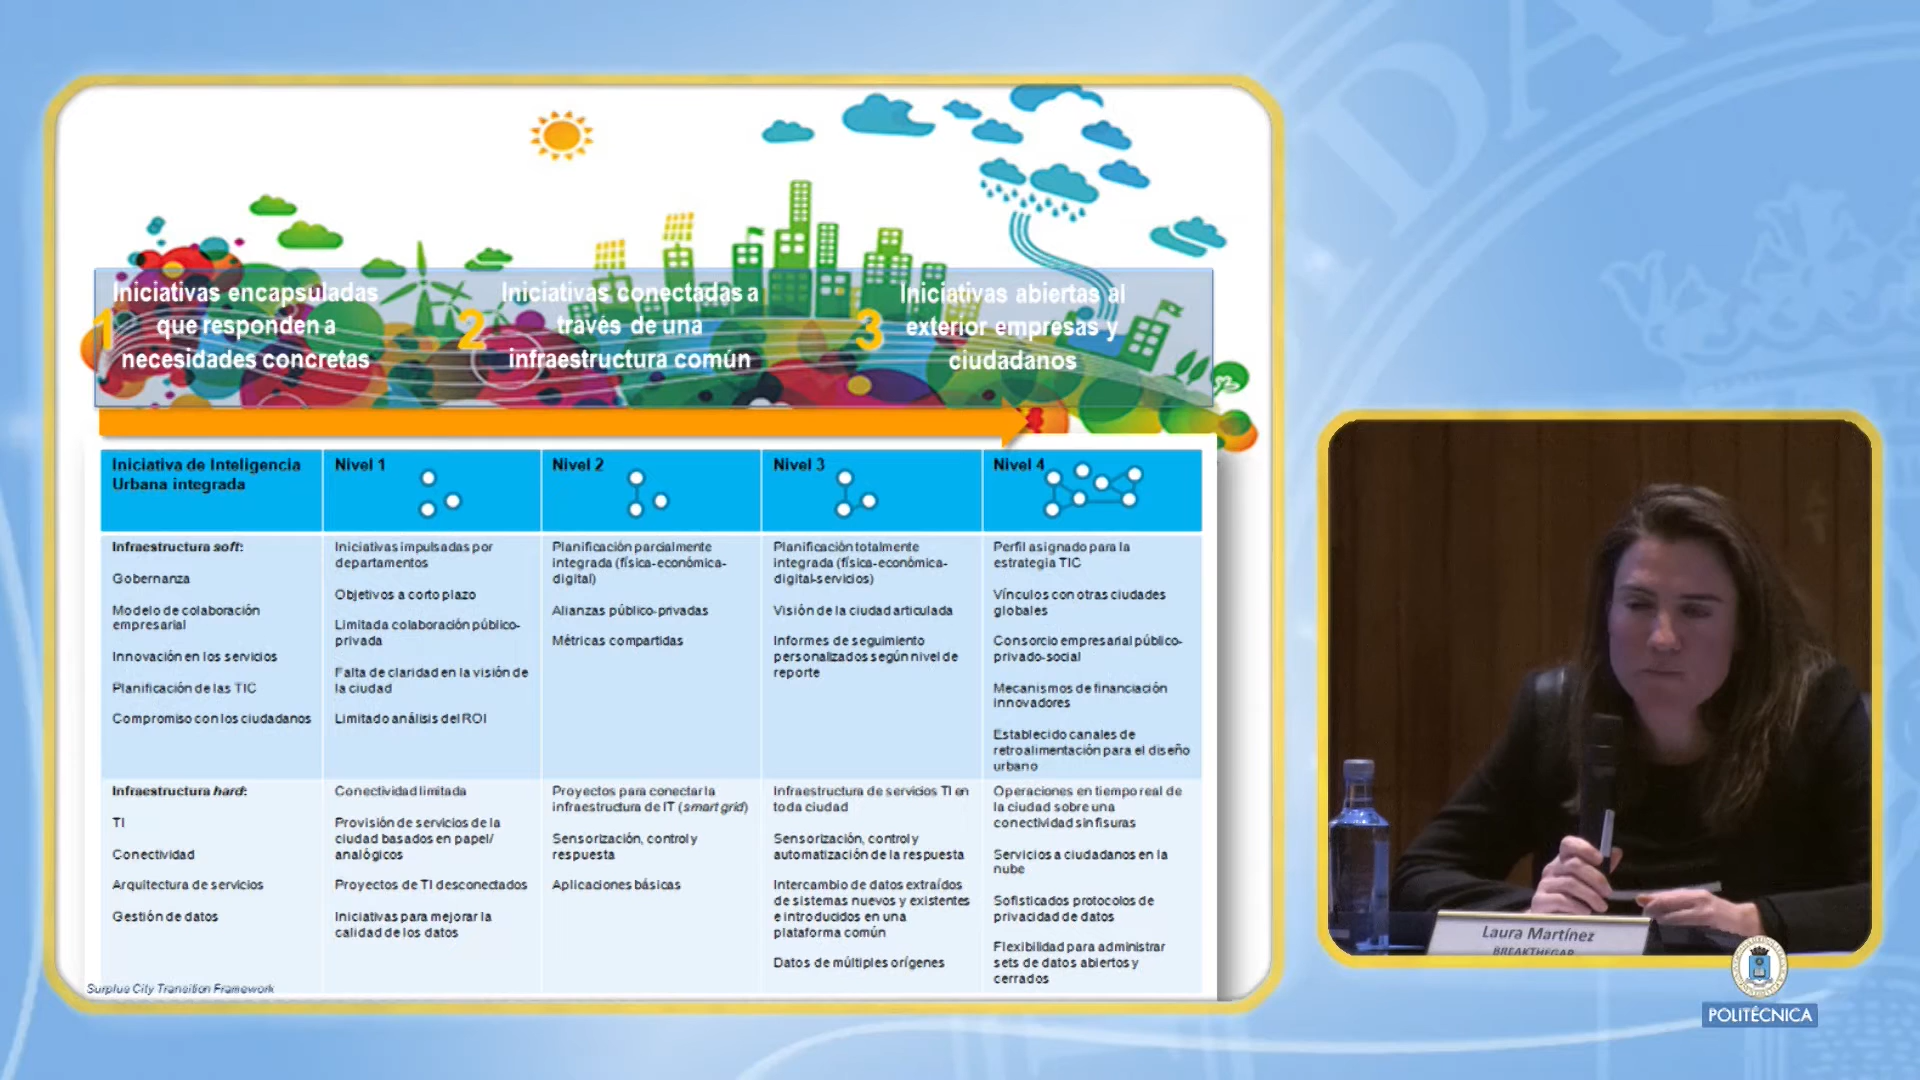 Iniciativas encapsuladas
que responden a
necesidades concretas
1
Iniciativas conectadas a
través de una
infraestructura común
2
Iniciativas abiertas al
exterior empresas y
ciudadanos
3
Iniciativa de Inteligencia
Urbana integrada
Nivel 1
Nivel 2
Nivel 3
Nivel 4
Infraestructura soft:
Gobernanza
Modelo de colaboración
empresarial
Innovación en los servicios
Planificación de las TIC
Compromiso con los ciudadanos
Iniciativas impulsadas por
departamentos
Objetivos a corto plazo
Limitada colaboración público-
privada
Falta de claridad en la visión de
la ciudad
Limitado análisis del ROI
Planificación parcialmente
integrada (física-económica-
digital)
Alianzas público-privadas
Métricas compartidas
Planificación totalmente
integrada (física-económica-
digital-servicios)
Visión de la ciudad articulada
Informes de seguimiento
personalizados según nivel de
reporte
Perfil asignado para la
estrategia TIC
Vínculos con otras ciudades
globales
Consorcio empresarial público-
privado-social
Mecanismos de financiación
innovadores
Establecido canales de
retroalimentación para el diseño
urbano
Infraestructura hard:
TI
Conectividad
Arquitectura de servicios
Gestión de datos
Conectividad limitada
Provisión de servicios de la
ciudad basados en papel/
analógicos
Proyectos de TI desconectados
Iniciativas para mejorar la
calidad de los datos
Proyectos para conectar la
infraestructura de IT (smart grid)
Sensorización, control y
respuesta
Aplicaciones básicas
Infraestructura de servicios TI en
toda ciudad
Sensorización, control y
automatización de la respuesta
Intercambio de datos extraídos
de sistemas nuevos y existentes
e introducidos en una
plataforma común
Datos de múltiples orígenes
Operaciones en tiempo real de
la ciudad sobre una
conectividad sin fisuras
Servicios a ciudadanos en la
nube
Sofisticados protocolos de
privacidad de datos
Flexibilidad para administrar
sets de datos abiertos y
cerrados
Surplus City Transition Framework
Laura Martínez
BREAKTHEGAP
POLITÉCNICA